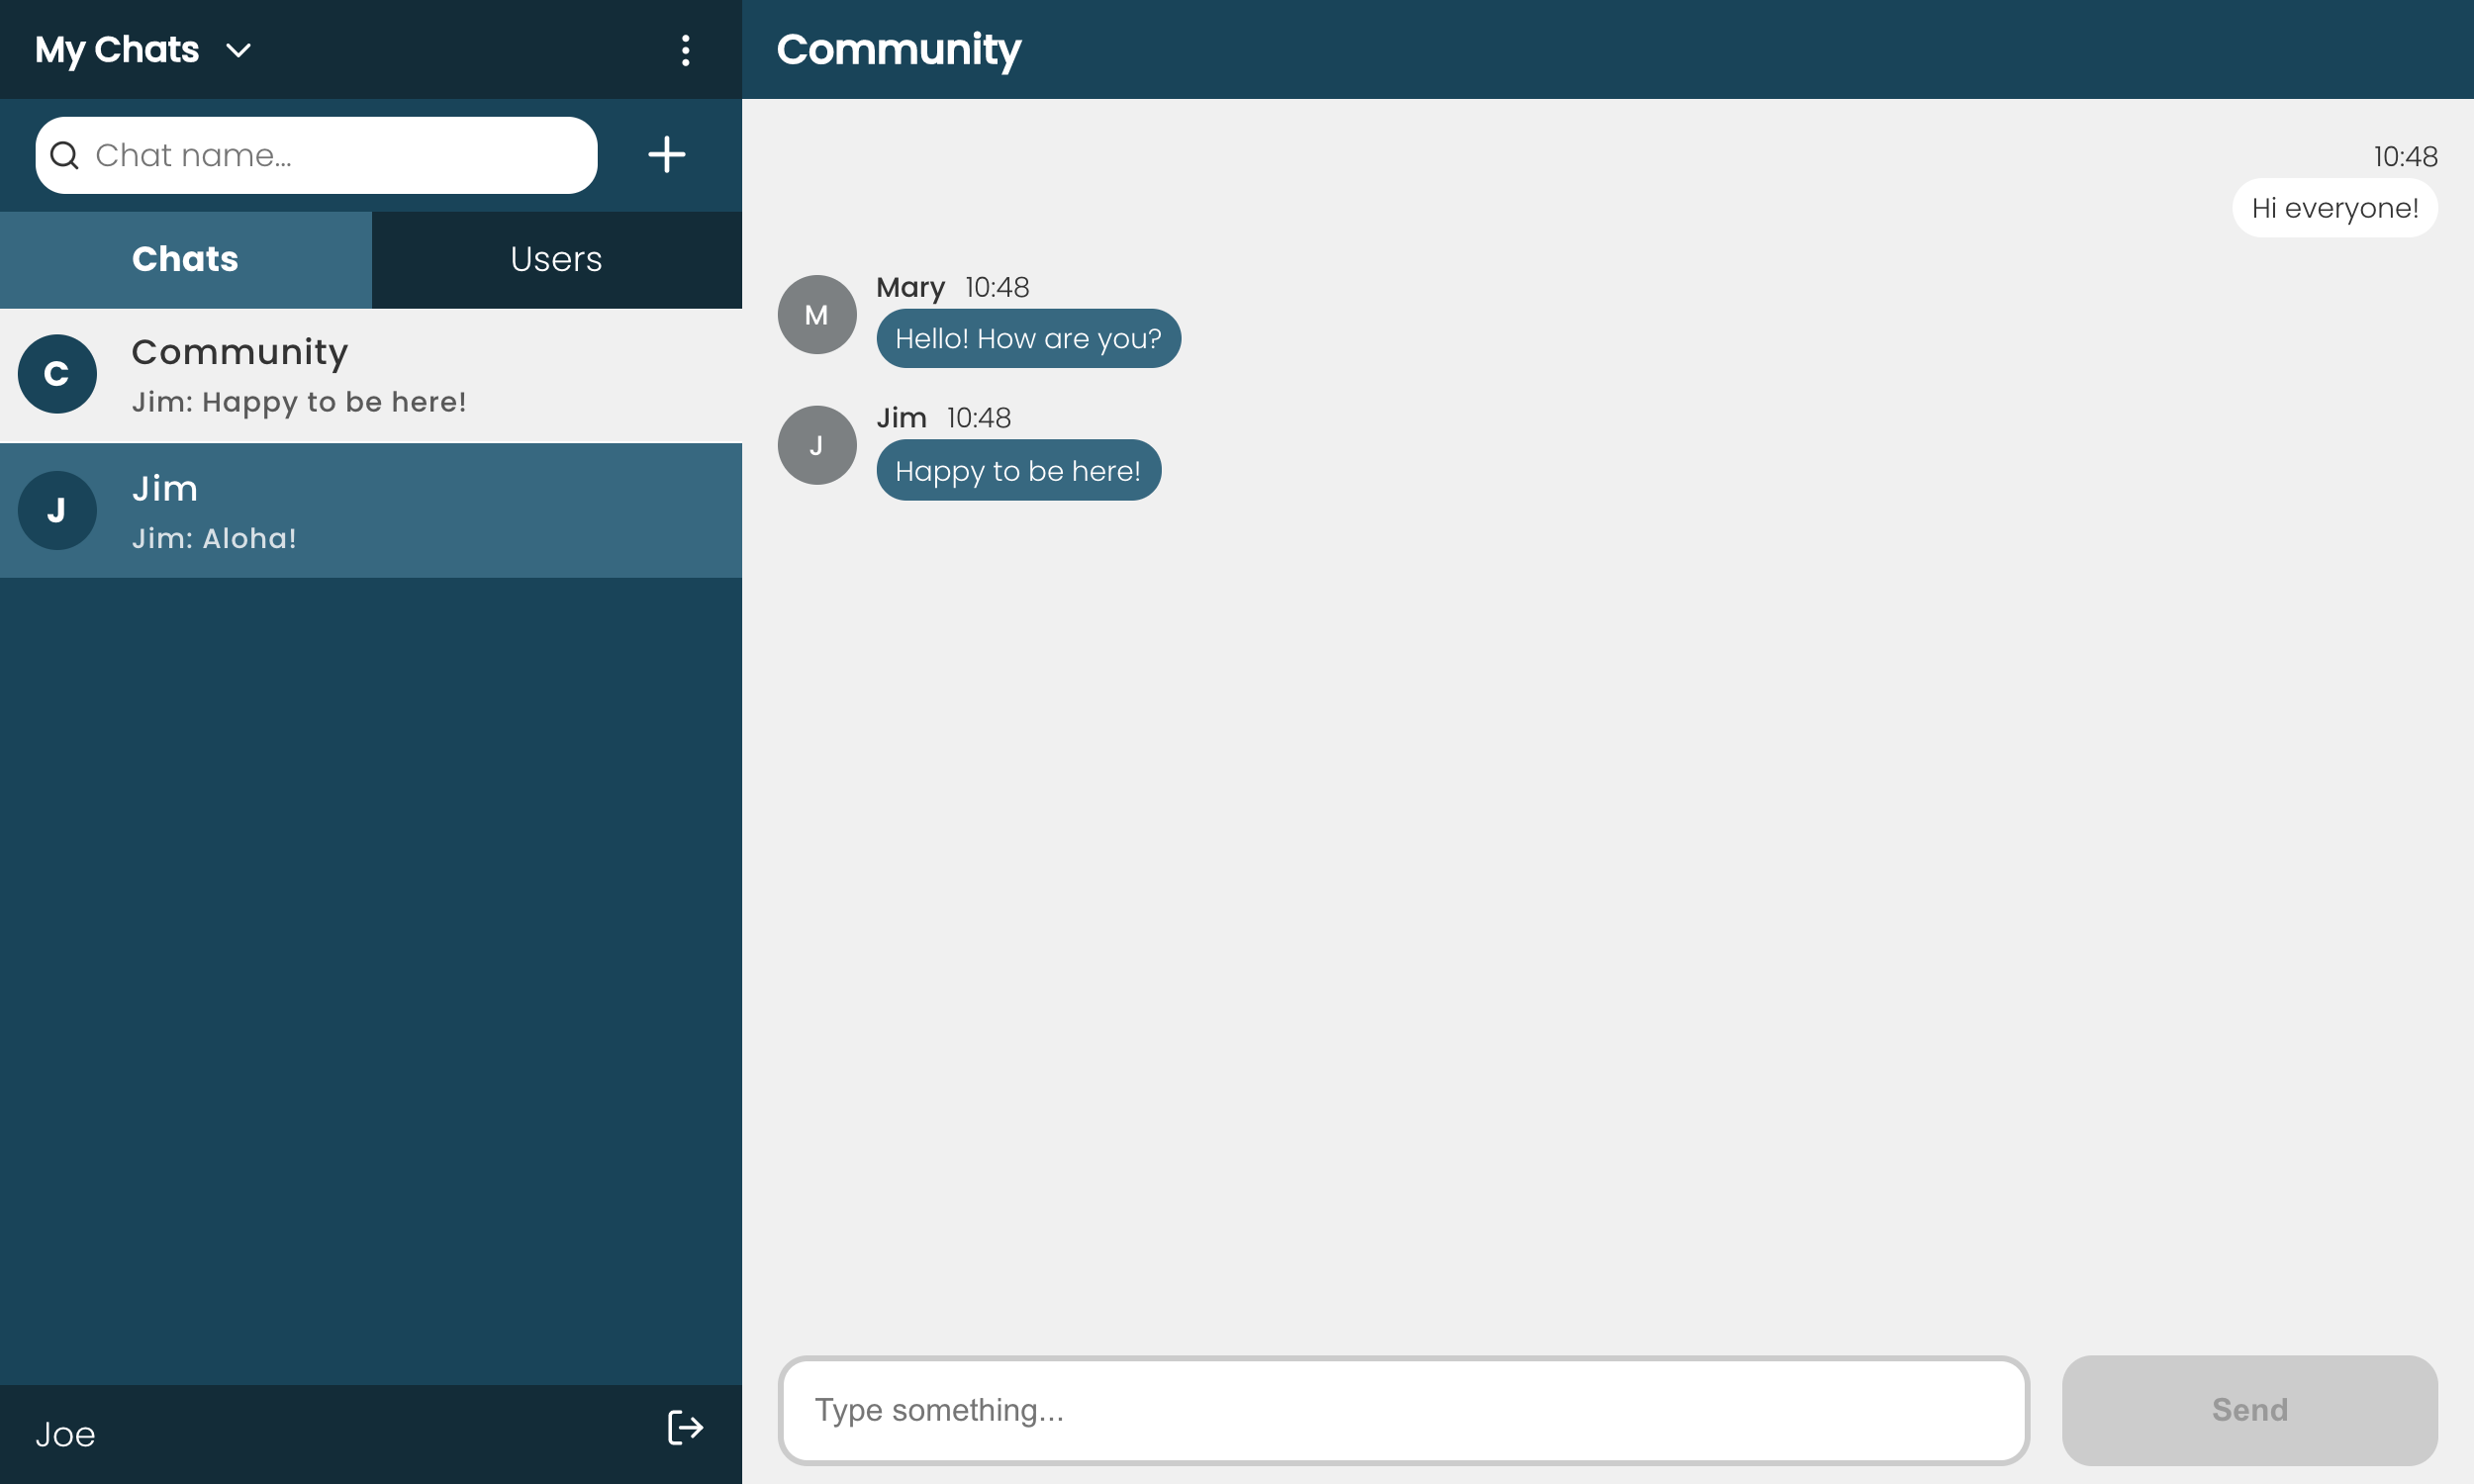 My Chats
Chat name...
Chats
Users
C
Community
Jim: Happy to be here!
J
Jim
Jim: Aloha!
Joe
Community
10:48
Hi everyone!
M
Mary 10:48
Hello! How are you?
J
Jim 10:48
Happy to be here!
Type something...
Send